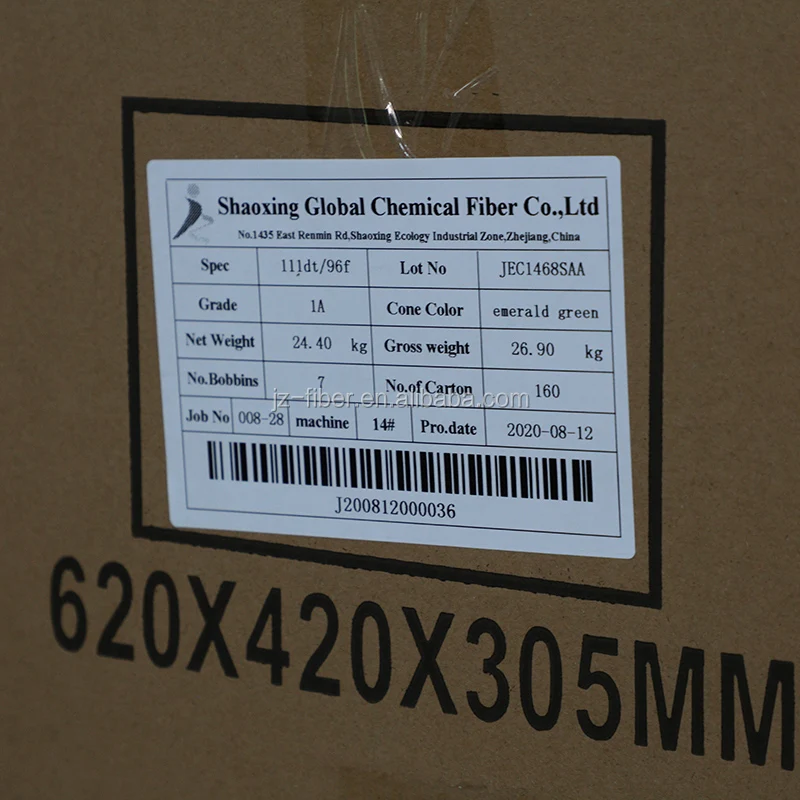 Shaoxing Global Chemical Fiber Co.,Ltd
No.1435 East Renmin Rd,Shaoxing Ecology Industrial Zone,Zhejiang,China
Spec 111dt/96f Lot No JEC1468SAA
Grade 1A Cone Color emerald green
Net Weight 24.40 kg Gross weight 26.90 kg
No.Bobbins 7 No.of Carton 160
jz-fiber.en.alibaba.com
Job No 008-28 machine 14# Pro.date 2020-08-12
J200812000036
620X420X305MM